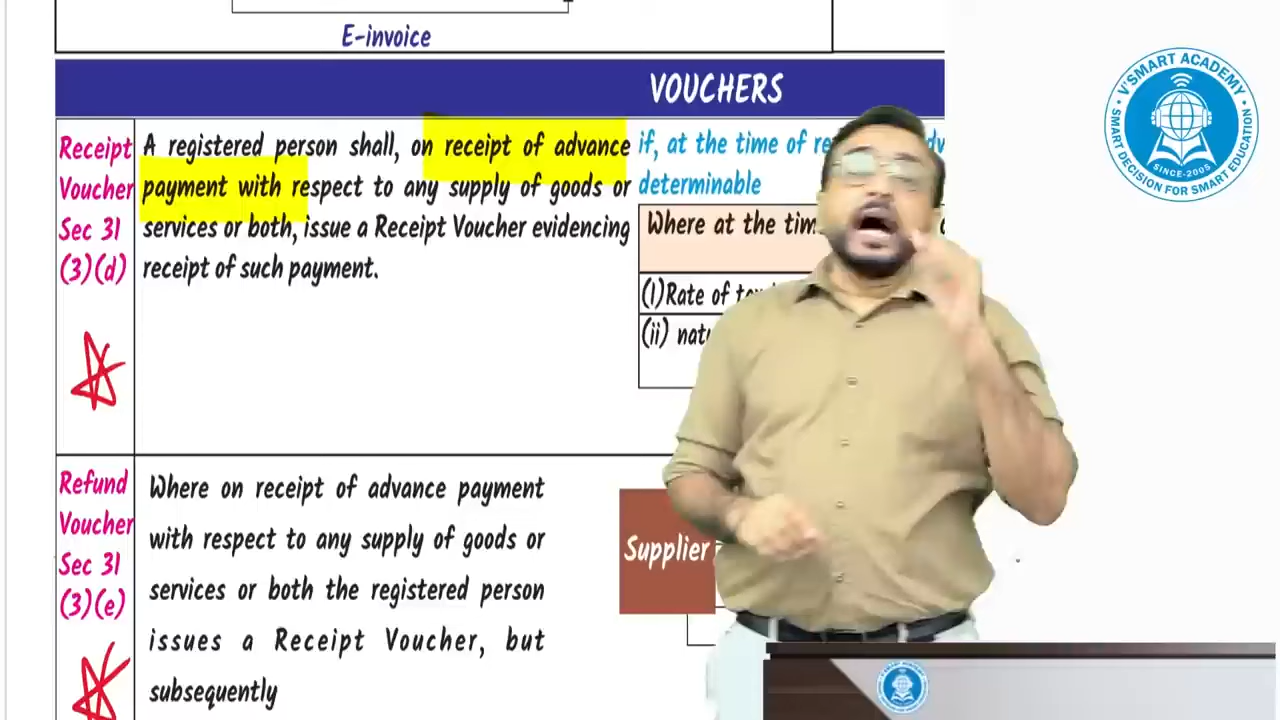 E-invoice
VOUCHERS
Receipt
Voucher
Sec 31
(3)(d)
A registered person shall, on receipt of advance
payment with respect to any supply of goods or
services or both, issue a Receipt Voucher evidencing
receipt of such payment.
if, at the time of
determinable
Where at the
(i)Rate of
(ii)
Refund
Voucher
Sec 31
(3)(e)
Where on receipt of advance payment
with respect to any supply of goods or
services or both the registered person
issues a Receipt Voucher, but
subsequently
Supplier
V'SMART ACADEMY
SINCE-2005
SMART DECISION FOR SMART EDUCATION